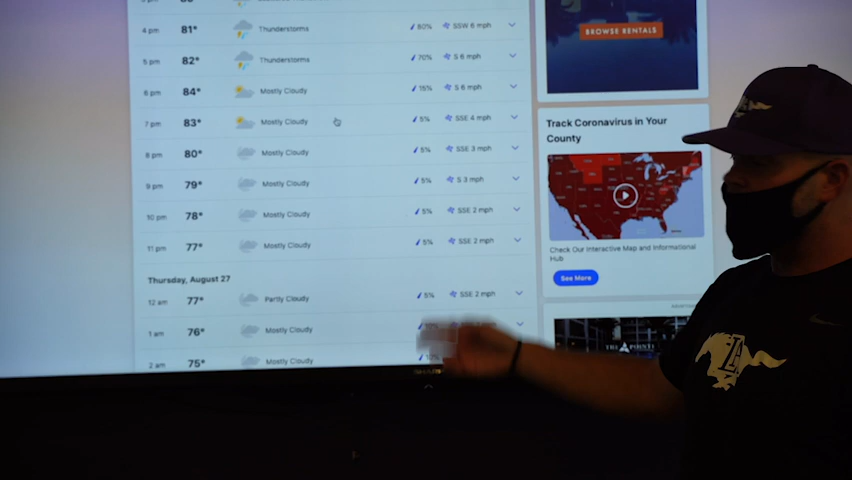 4 pm 81° Thunderstorms 80% SSW 6 mph
5 pm 82° Thunderstorms 70% S 6 mph
6 pm 84° Mostly Cloudy 15% S 6 mph
7 pm 83° Mostly Cloudy 5% SSE 4 mph
8 pm 80° Mostly Cloudy 5% SSE 3 mph
9 pm 79° Mostly Cloudy 5% S 3 mph
10 pm 78° Mostly Cloudy 5% SSE 2 mph
11 pm 77° Mostly Cloudy 5% SSE 2 mph
Thursday, August 27
12 am 77° Partly Cloudy 5% SSE 2 mph
1 am 76° Mostly Cloudy
2 am 75° Mostly Cloudy 10%
BROWSE RENTALS
Track Coronavirus in Your
County
Check Our Interactive Map and Informational
Hub
See More
THE POINTE
LA